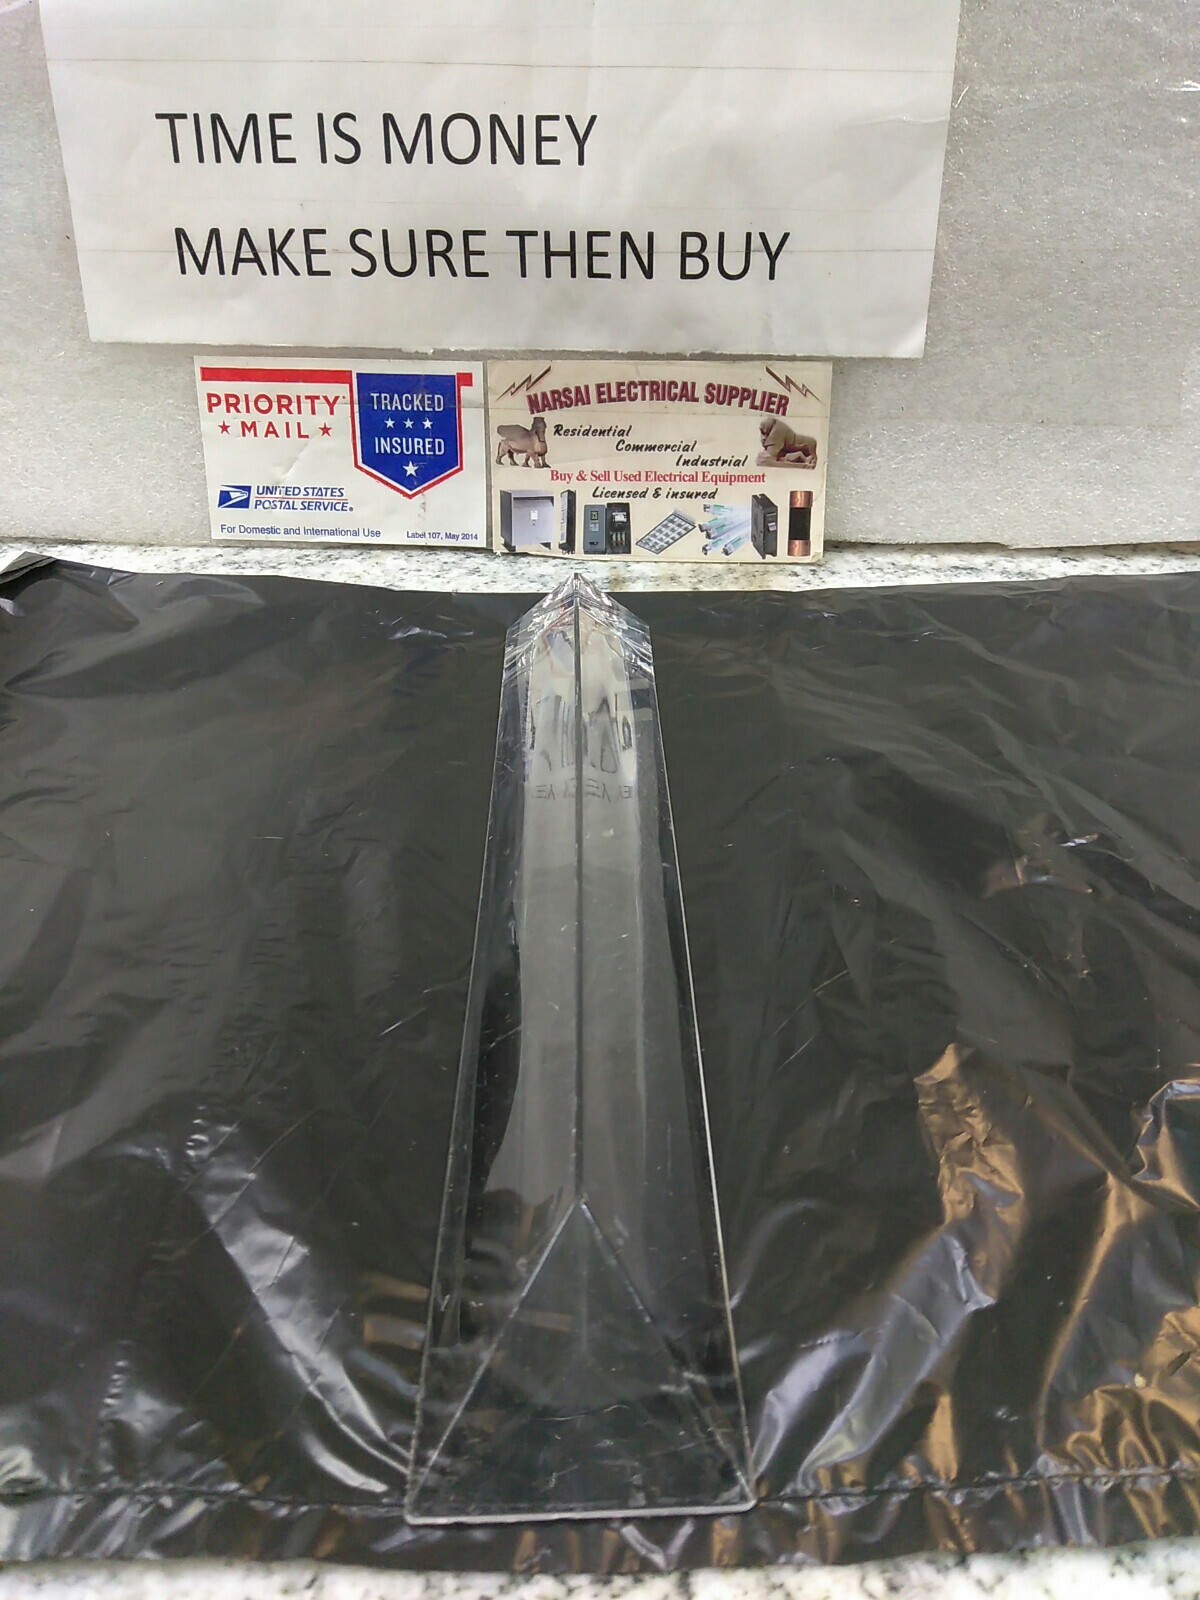 TIME IS MONEY
MAKE SURE THEN BUY
PRIORITY
MAIL
TRACKED
INSURED
UNITED STATES
POSTAL SERVICE®
For Domestic and International Use
Label 107, May 2014
NARSAI ELECTRICAL SUPPLIER
Residential
Commercial
Industrial
Buy & Sell Used Electrical Equipment
Licensed & insured